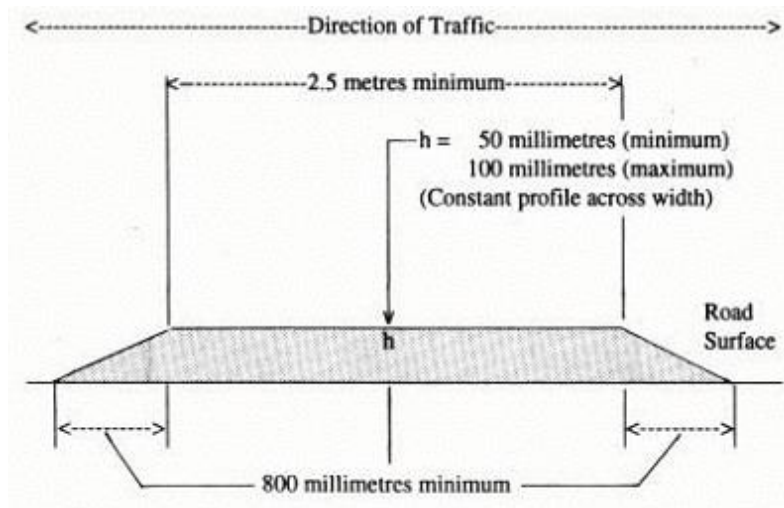 Direction of Traffic
2.5 metres minimum
h = 50 millimetres (minimum)
100 millimetres (maximum)
(Constant profile across width)
Road
Surface
h
800 millimetres minimum